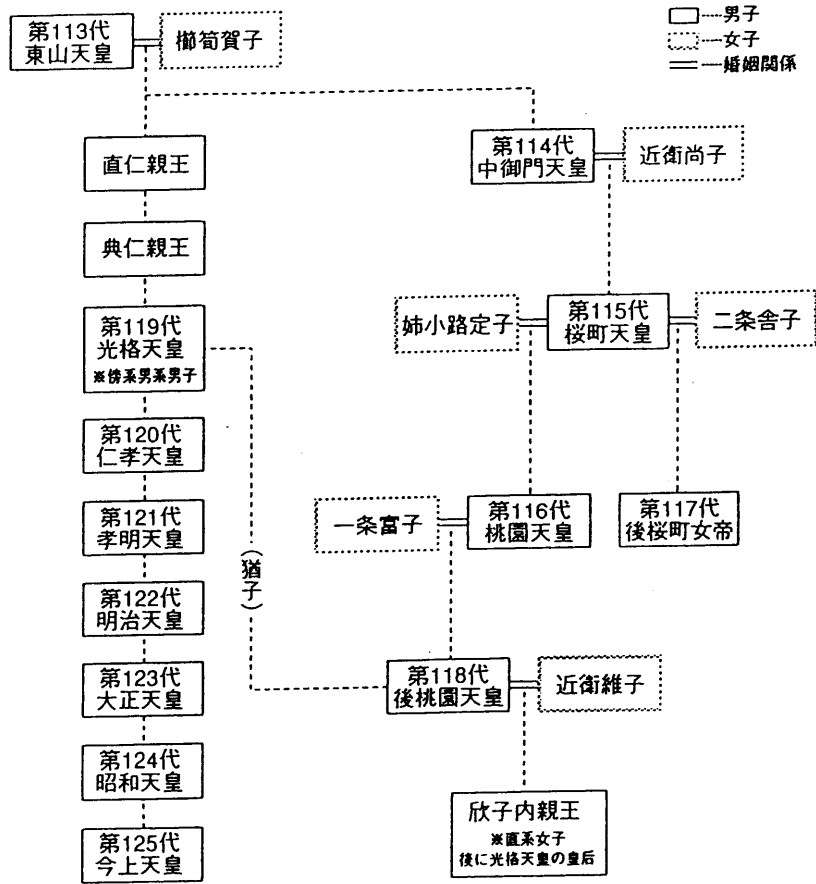 第113代
東山天皇
櫛笥賀子
男子
女子
婚姻関係
直仁親王
第114代
中御門天皇
近衛尚子
典仁親王
第119代
光格天皇
※傍系男系男子
姉小路定子
第115代
桜町天皇
二条舎子
第120代
仁孝天皇
一条富子
第116代
桃園天皇
第117代
後桜町女帝
第121代
孝明天皇
(猶子)
第122代
明治天皇
第118代
後桃園天皇
近衛維子
第123代
大正天皇
第124代
昭和天皇
欣子内親王
※直系女子
後に光格天皇の皇后
第125代
今上天皇